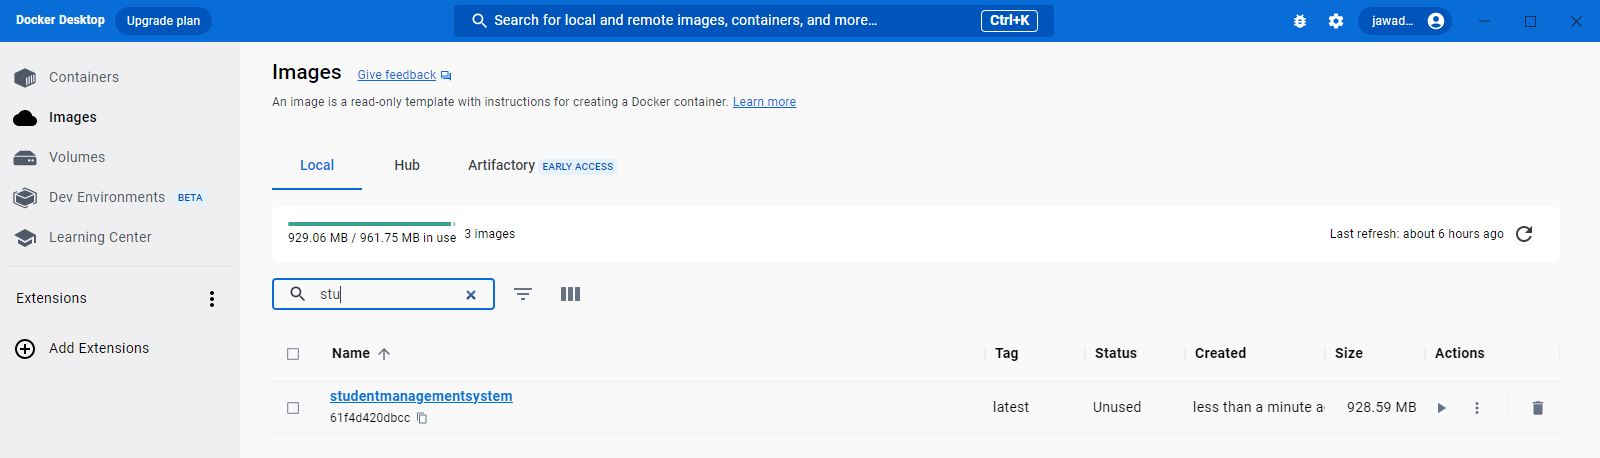 Docker Desktop Upgrade plan Search for local and remote images, containers, and more... Ctrl+K jawad...
Containers
Images
Volumes
Dev Environments BETA
Learning Center
Extensions
Add Extensions
Images Give feedback
An image is a read-only template with instructions for creating a Docker container. Learn more
Local Hub Artifactory EARLY ACCESS
929.06 MB / 961.75 MB in use 3 images Last refresh: about 6 hours ago
stu
Name Tag Status Created Size Actions
studentmanagementsystem latest Unused less than a minute a 928.59 MB
61f4d420dbcc